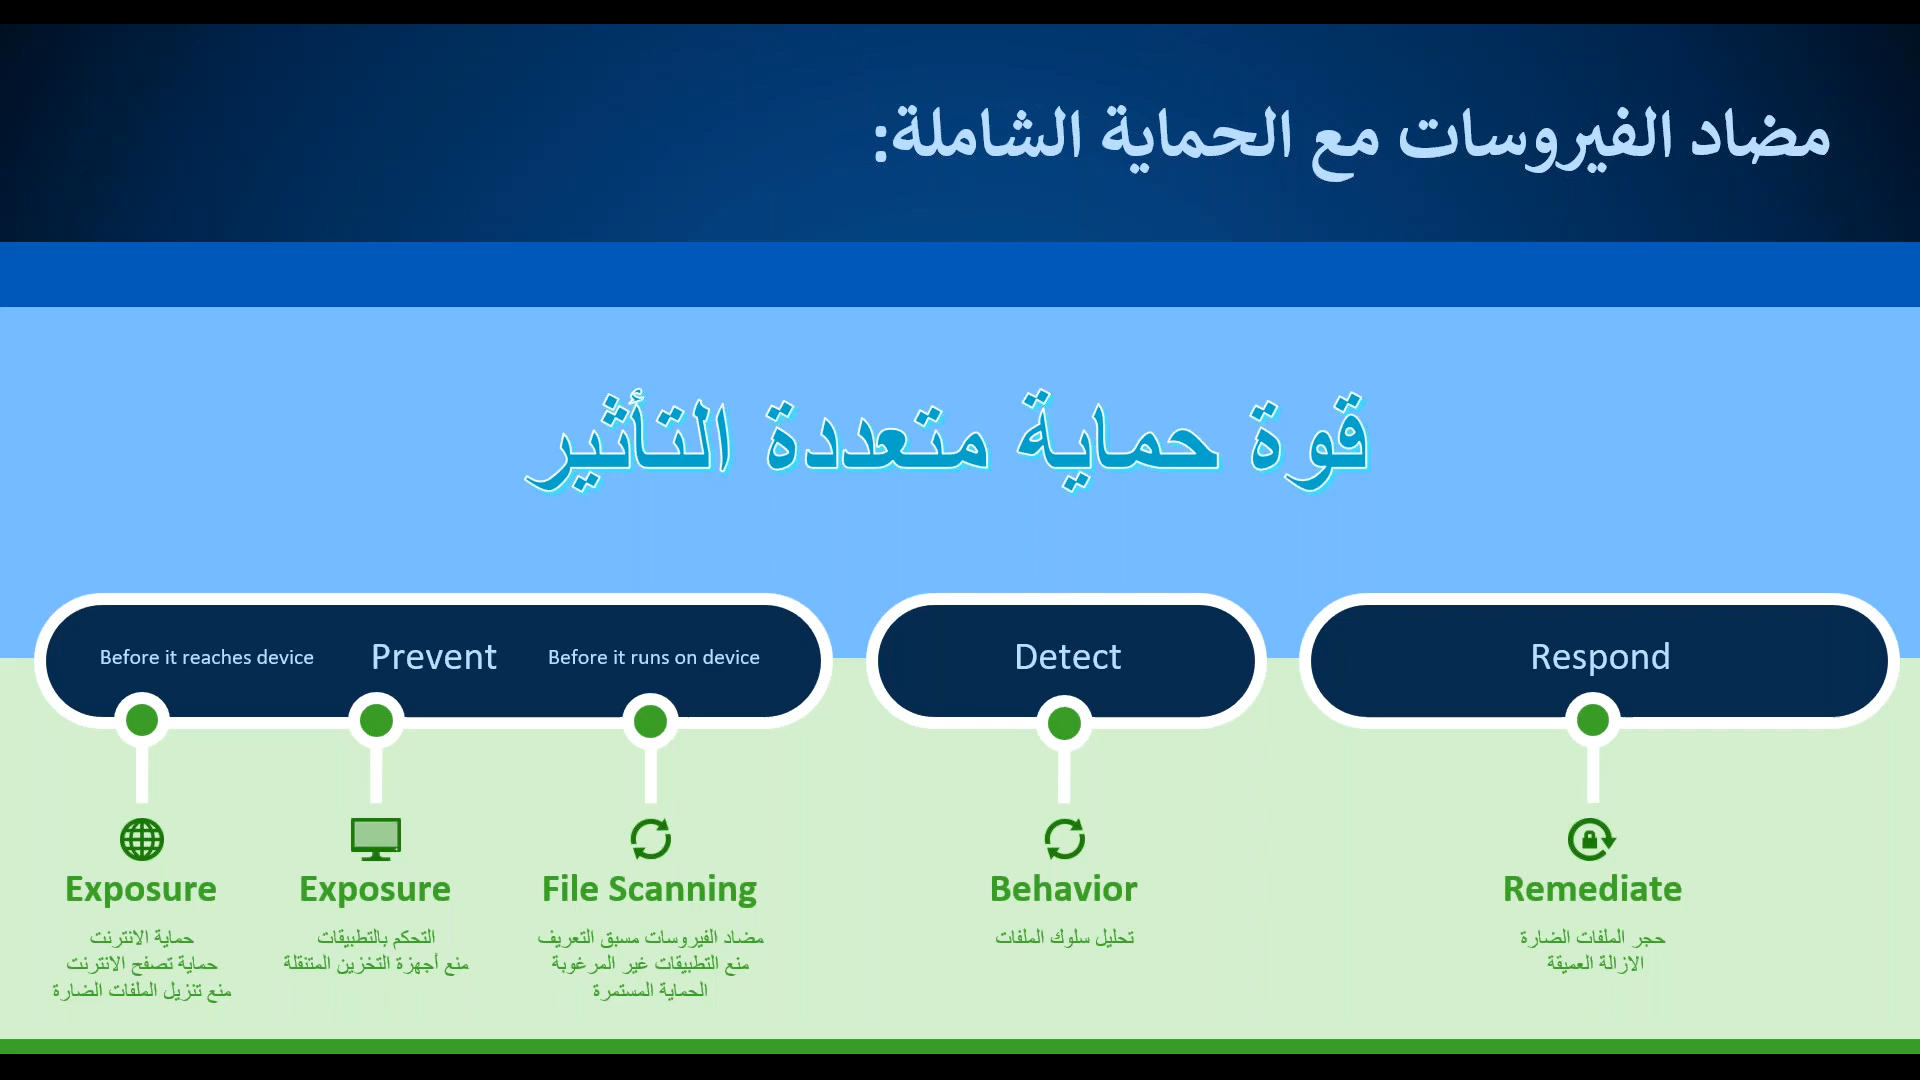 مضاد الفيروسات مع الحماية الشاملة:
قوة حماية متعددة التأثير
Before it reaches device
Prevent
Before it runs on device
Detect
Respond
Exposure
حماية الانترنت
حماية تصفح الانترنت
منع تنزيل الملفات الضارة
Exposure
التحكم بالتطبيقات
منع أجهزة التخزين المتنقلة
File Scanning
مضاد الفيروسات مسبق التعريف
منع التطبيقات غير المرغوبة
الحماية المستمرة
Behavior
تحليل سلوك الملفات
Remediate
حجر الملفات الضارة
الازالة العميقة